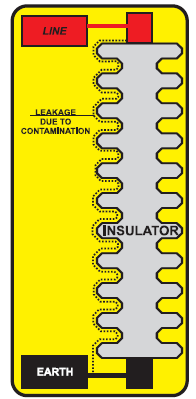 LINE
LEAKAGE
DUE TO
CONTAMINATION
INSULATOR
EARTH